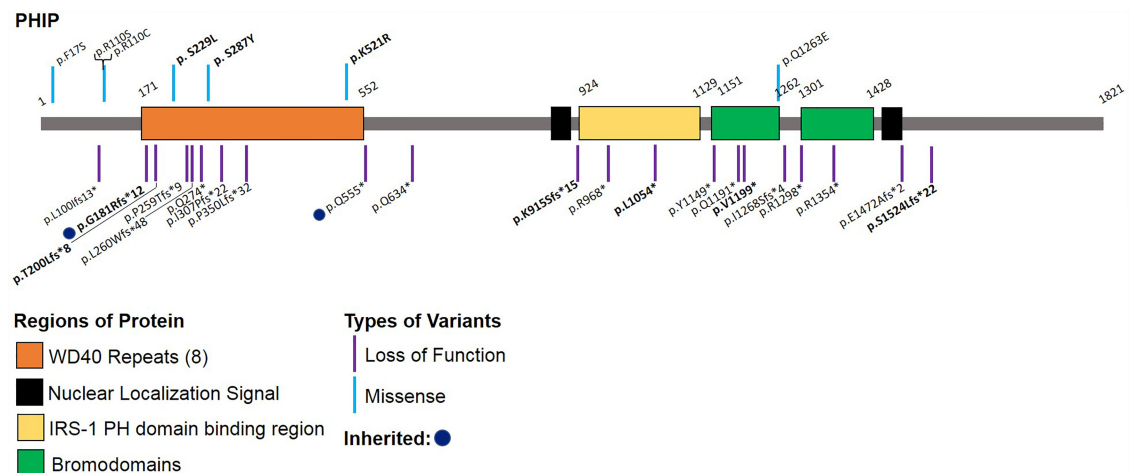 PHIP
p.F17S
p.R110S
p.R110C
p. S229L
p. S287Y
p.K521R
p.Q1263E
1
171
552
924
1129
1151
1262
1301
1428
1821
p.L100Ifs13*
p.G181Rfs*12
p.T200Lfs*8
p.P259Tfs*9
p.L260Wfs*48
p.Q274*
p.I307Pfs*22
p.P350Lfs*32
p.Q555*
p.Q634*
p.K915Sfs*15
p.R968*
p.L1054*
p.Y1149*
p.Q1191*
p.V1199*
p.I1268Sfs*4
p.R1298*
p.R1354*
p.E1472Afs*2
p.S1524Lfs*22
Regions of Protein
WD40 Repeats (8)
Nuclear Localization Signal
IRS-1 PH domain binding region
Bromodomains
Types of Variants
Loss of Function
Missense
Inherited: